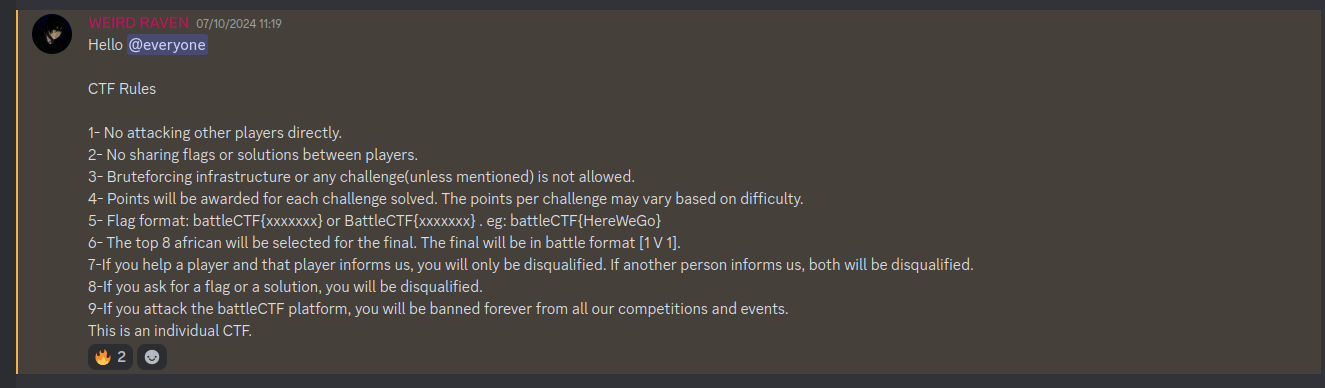 WEIRD RAVEN 07/10/2024 11:19
Hello @everyone
CTF Rules
1- No attacking other players directly.
2- No sharing flags or solutions between players.
3- Bruteforcing infrastructure or any challenge(unless mentioned) is not allowed.
4- Points will be awarded for each challenge solved. The points per challenge may vary based on difficulty.
5- Flag format: battleCTF{xxxxxxx} or BattleCTF{xxxxxxx} . eg: battleCTF{HereWeGo}
6- The top 8 african will be selected for the final. The final will be in battle format [1 V 1].
7-If you help a player and that player informs us, you will only be disqualified. If another person informs us, both will be disqualified.
8-If you ask for a flag or a solution, you will be disqualified.
9-If you attack the battleCTF platform, you will be banned forever from all our competitions and events.
This is an individual CTF.
2